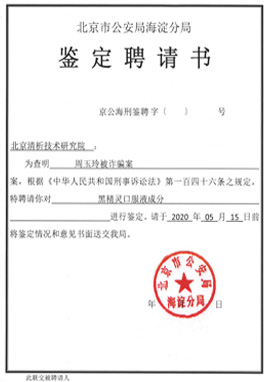 北京市公安局海淀分局
鉴定聘请书
京公海刑鉴聘字〔 〕 号
北京清析技术研究院：
为查明 周玉玲被诈骗案
案，根据《中华人民共和国刑事诉讼法》第一百四十六条之规定，
特聘请你对 黑精灵口服液成分
进行鉴定。请于 2020 年 05 月 15 日前
将鉴定情况和意见书面送交我局。
北京市公安局
海淀分局
年 日
此联交被聘请人